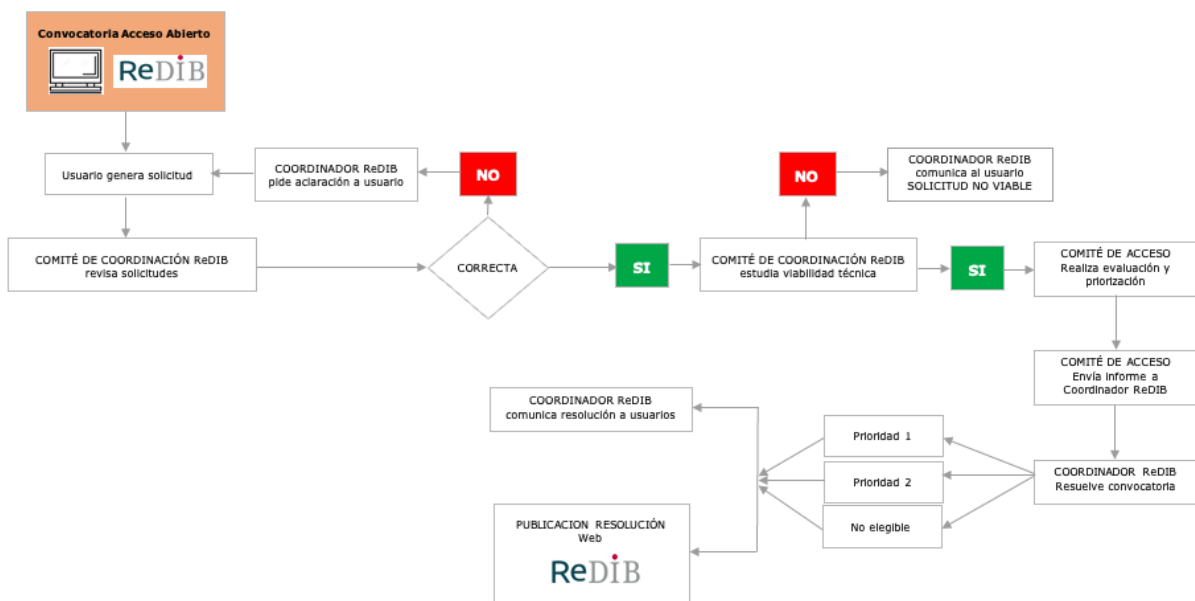 Convocatoria Acceso Abierto
ReDIB
Usuario genera solicitud
COORDINADOR ReDIB
pide aclaración a usuario
NO
COMITÉ DE COORDINACIÓN ReDIB
revisa solicitudes
CORRECTA
SI
COMITÉ DE COORDINACIÓN ReDIB
estudia viabilidad técnica
NO
COORDINADOR ReDIB
comunica al usuario
SOLICITUD NO VIABLE
SI
COMITÉ DE ACCESO
Realiza evaluación y
priorización
COMITÉ DE ACCESO
Envía informe a
Coordinador ReDIB
COORDINADOR ReDIB
Resuelve convocatoria
Prioridad 1
Prioridad 2
No elegible
COORDINADOR ReDIB
comunica resolución a usuarios
PUBLICACION RESOLUCIÓN
Web
ReDIB